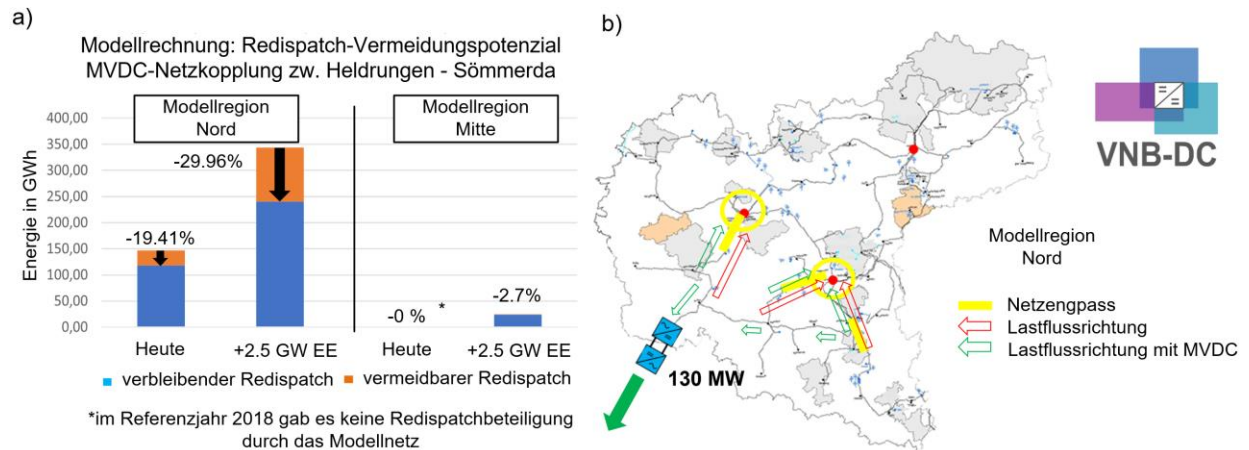 a)
Modellrechnung: Redispatch-Vermeidungspotenzial
MVDC-Netzkopplung zw. Heldrungen - Sömmerda
Modellregion
Nord
Modellregion
Mitte
Energie in GWh
400,00
350,00
300,00
250,00
200,00
150,00
100,00
50,00
0,00
-19.41%
-29.96%
-0 % *
-2.7%
Heute
+2.5 GW EE
Heute
+2.5 GW EE
verbleibender Redispatch
vermeidbarer Redispatch
*im Referenzjahr 2018 gab es keine Redispatchbeteiligung
durch das Modellnetz
b)
130 MW
VNB-DC
Modellregion
Nord
Netzengpass
Lastflussrichtung
Lastflussrichtung mit MVDC